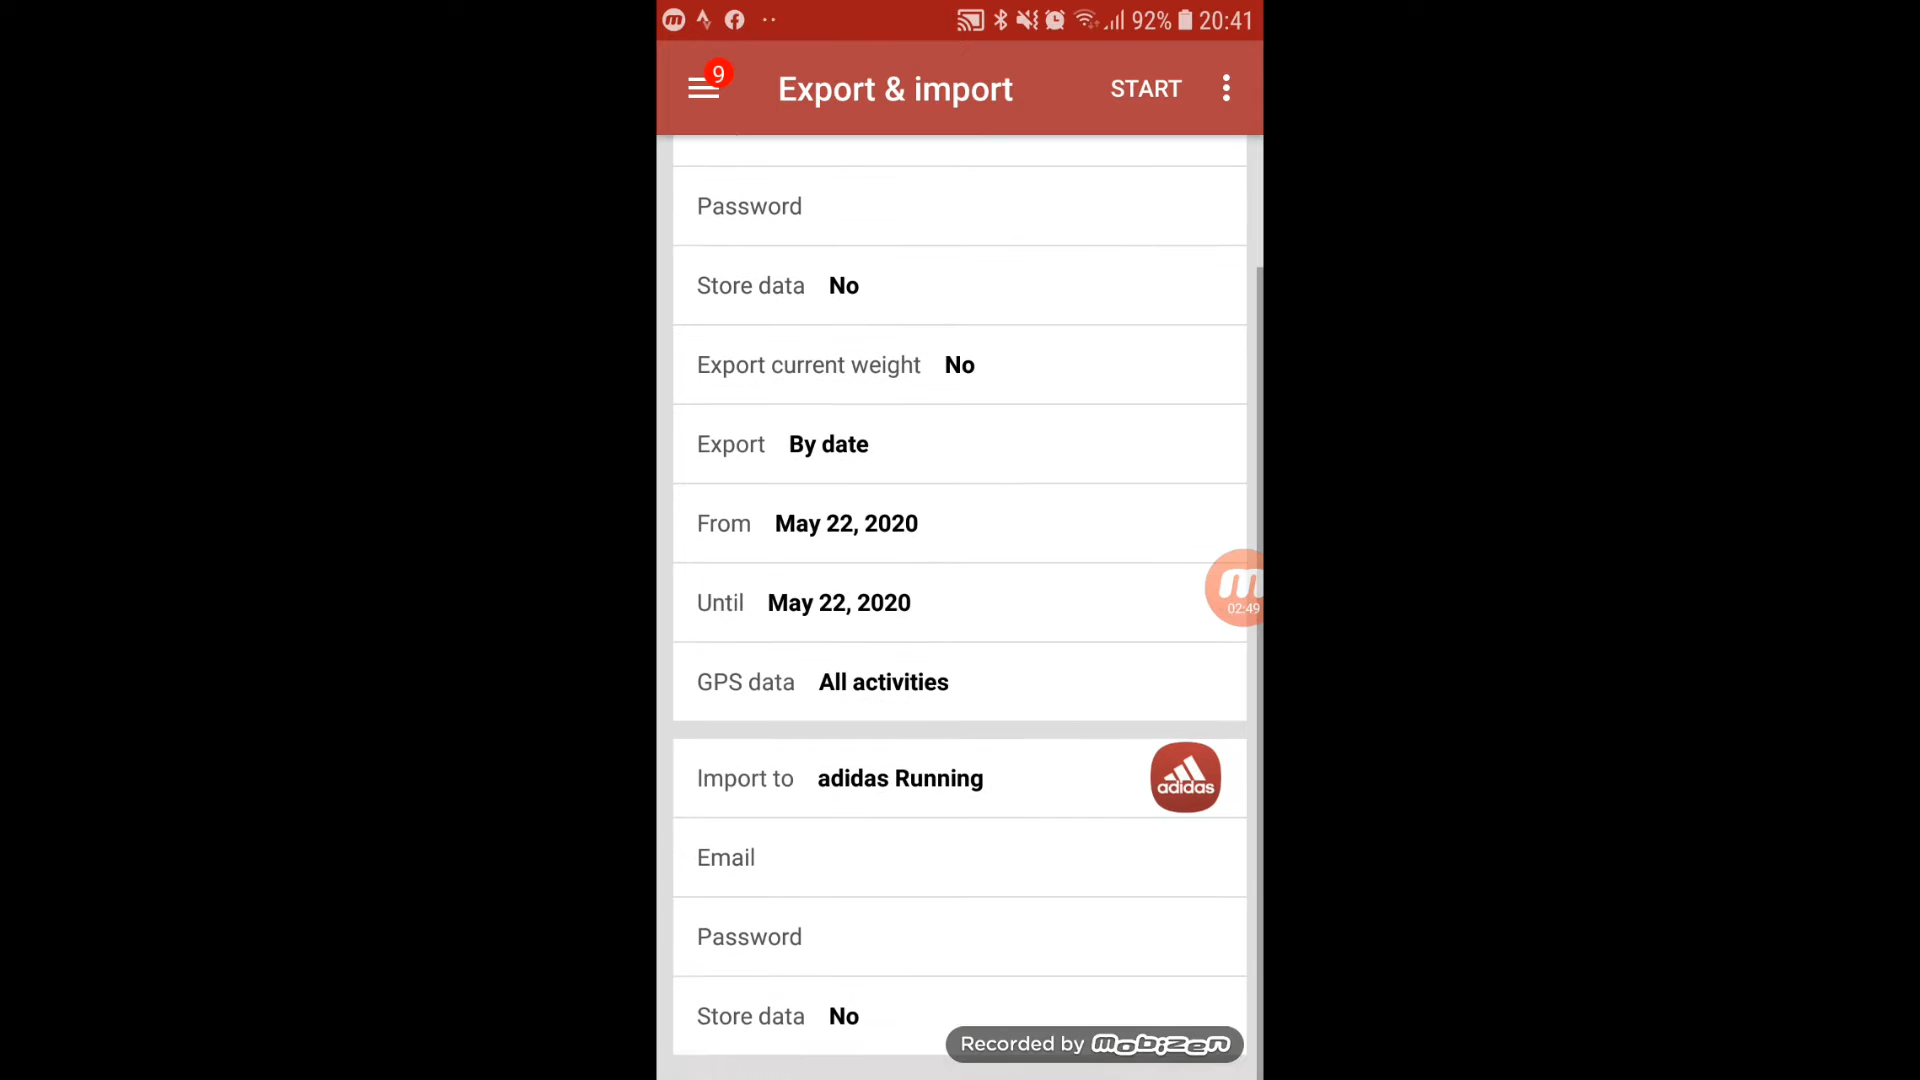 92% 20:41
9
Export & import START
Password
Store data No
Export current weight No
Export By date
From May 22, 2020
Until May 22, 2020
m
02:49
GPS data All activities
Import to adidas Running
adidas
Email
Password
Store data No
Recorded by mobizen